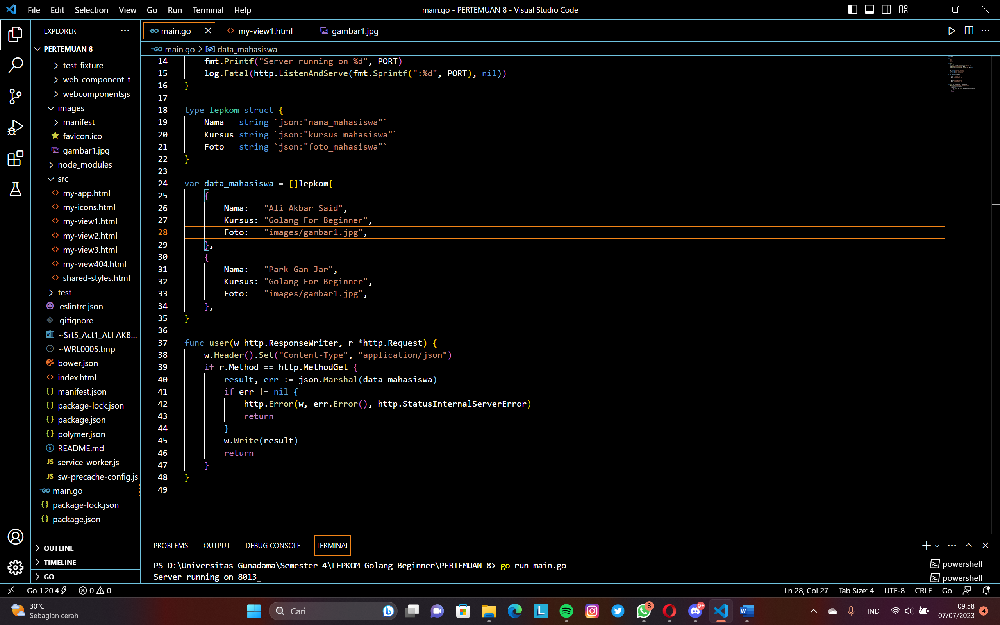 File Edit Selection View Go Run Terminal Help
main.go - PERTEMUAN 8 - Visual Studio Code
EXPLORER
PERTEMUAN 8
test-fixture
web-component-t...
webcomponentsjs
images
manifest
favicon.ico
gambar1.jpg
node_modules
src
my-app.html
my-icons.html
my-view1.html
my-view2.html
my-view3.html
my-view404.html
shared-styles.html
test
.eslintrc.json
.gitignore
~$rt5_Act1_ALI AKB...
~WRL0005.tmp
bower.json
index.html
manifest.json
package-lock.json
package.json
polymer.json
README.md
service-worker.js
sw-precache-config.js
main.go
package-lock.json
package.json
OUTLINE
TIMELINE
GO
main.go my-view1.html gambar1.jpg
main.go > data_mahasiswa
14 fmt.Printf("Server running on %d", PORT)
15 log.Fatal(http.ListenAndServe(fmt.Sprintf(":%d", PORT), nil))
16 }
17
18 type lepkom struct {
19 Nama string `json:"nama_mahasiswa"`
20 Kursus string `json:"kursus_mahasiswa"`
21 Foto string `json:"foto_mahasiswa"`
22 }
23
24 var data_mahasiswa = []lepkom{
25 {
26 Nama: "Ali Akbar Said",
27 Kursus: "Golang For Beginner",
28 Foto: "images/gambar1.jpg",
29 },
30 {
31 Nama: "Park Gan-Jar",
32 Kursus: "Golang For Beginner",
33 Foto: "images/gambar1.jpg",
34 },
35 }
36
37 func user(w http.ResponseWriter, r *http.Request) {
38 w.Header().Set("Content-Type", "application/json")
39 if r.Method == http.MethodGet {
40 result, err := json.Marshal(data_mahasiswa)
41 if err != nil {
42 http.Error(w, err.Error(), http.StatusInternalServerError)
43 return
44 }
45 w.Write(result)
46 return
47 }
48 }
49
PROBLEMS OUTPUT DEBUG CONSOLE TERMINAL
PS D:\Universitas Gunadama\Semester 4\LEPKOM Golang Beginner\PERTEMUAN 8> go run main.go
Server running on 8013
powershell
powershell
Go 1.20.4 0 0
Ln 28, Col 27 Tab Size: 4 UTF-8 CRLF Go
30°C
Sebagian cerah
Cari
8
9+
IND
09.58
07/07/2023
4